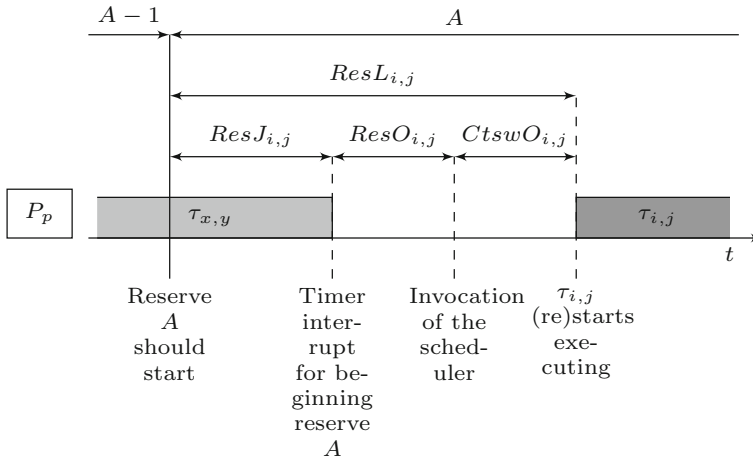 A − 1
A
ResL_{i,j}
ResJ_{i,j}
ResO_{i,j}
CtswO_{i,j}
P_p
τ_{x,y}
τ_{i,j}
t
Reserve
A
should
start
Timer
inter-
rupt
for be-
ginning
reserve
A
Invocation
of the
sched-
uler
τ_{i,j}
(re)starts
exe-
cuting